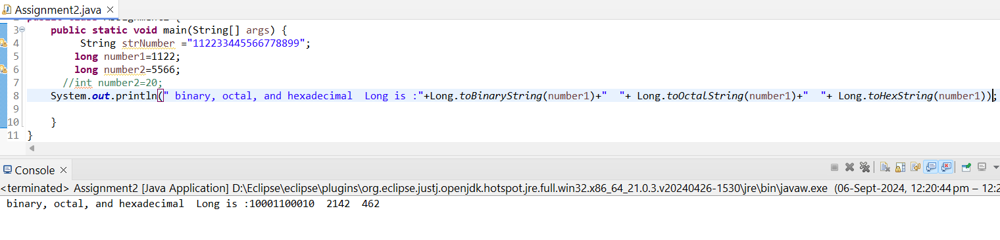 Assignment2.java
3 public static void main(String[] args) {
4 String strNumber ="112233445566778899";
5 long number1=1122;
6 long number2=5566;
7 //int number2=20;
8 System.out.println(" binary, octal, and hexadecimal  Long is :"+Long.toBinaryString(number1)+"  "+ Long.toOctalString(number1)+"  "+ Long.toHexString(number1));
9
10 }
11 }
Console
<terminated> Assignment2 [Java Application] D:\Eclipse\eclipse\plugins\org.eclipse.justj.openjdk.hotspot.jre.full.win32.x86_64_21.0.3.v20240426-1530\jre\bin\javaw.exe (06-Sept-2024, 12:20:44 pm –
binary, octal, and hexadecimal  Long is :10001100010  2142  462